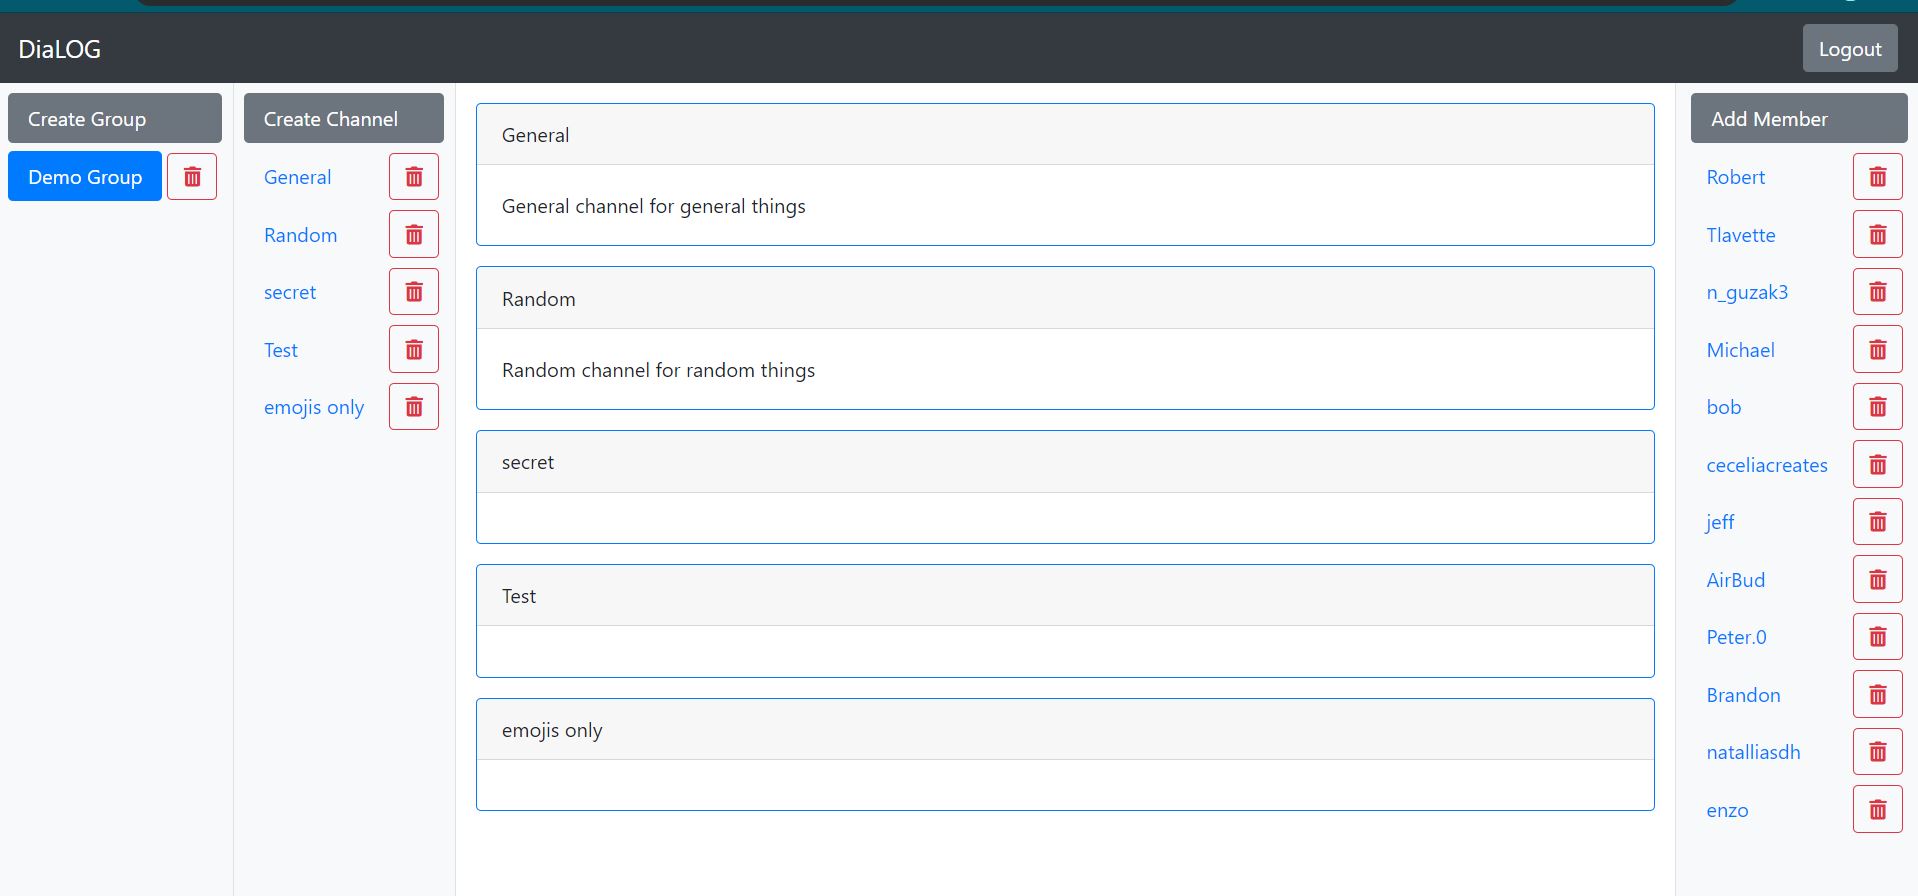 DiaLOG
Logout
Create Group
Demo Group
Create Channel
General
Random
secret
Test
emojis only
General
General channel for general things
Random
Random channel for random things
secret
Test
emojis only
Add Member
Robert
Tlavette
n_guzak3
Michael
bob
ceceliacreates
jeff
AirBud
Peter.0
Brandon
natalliasdh
enzo